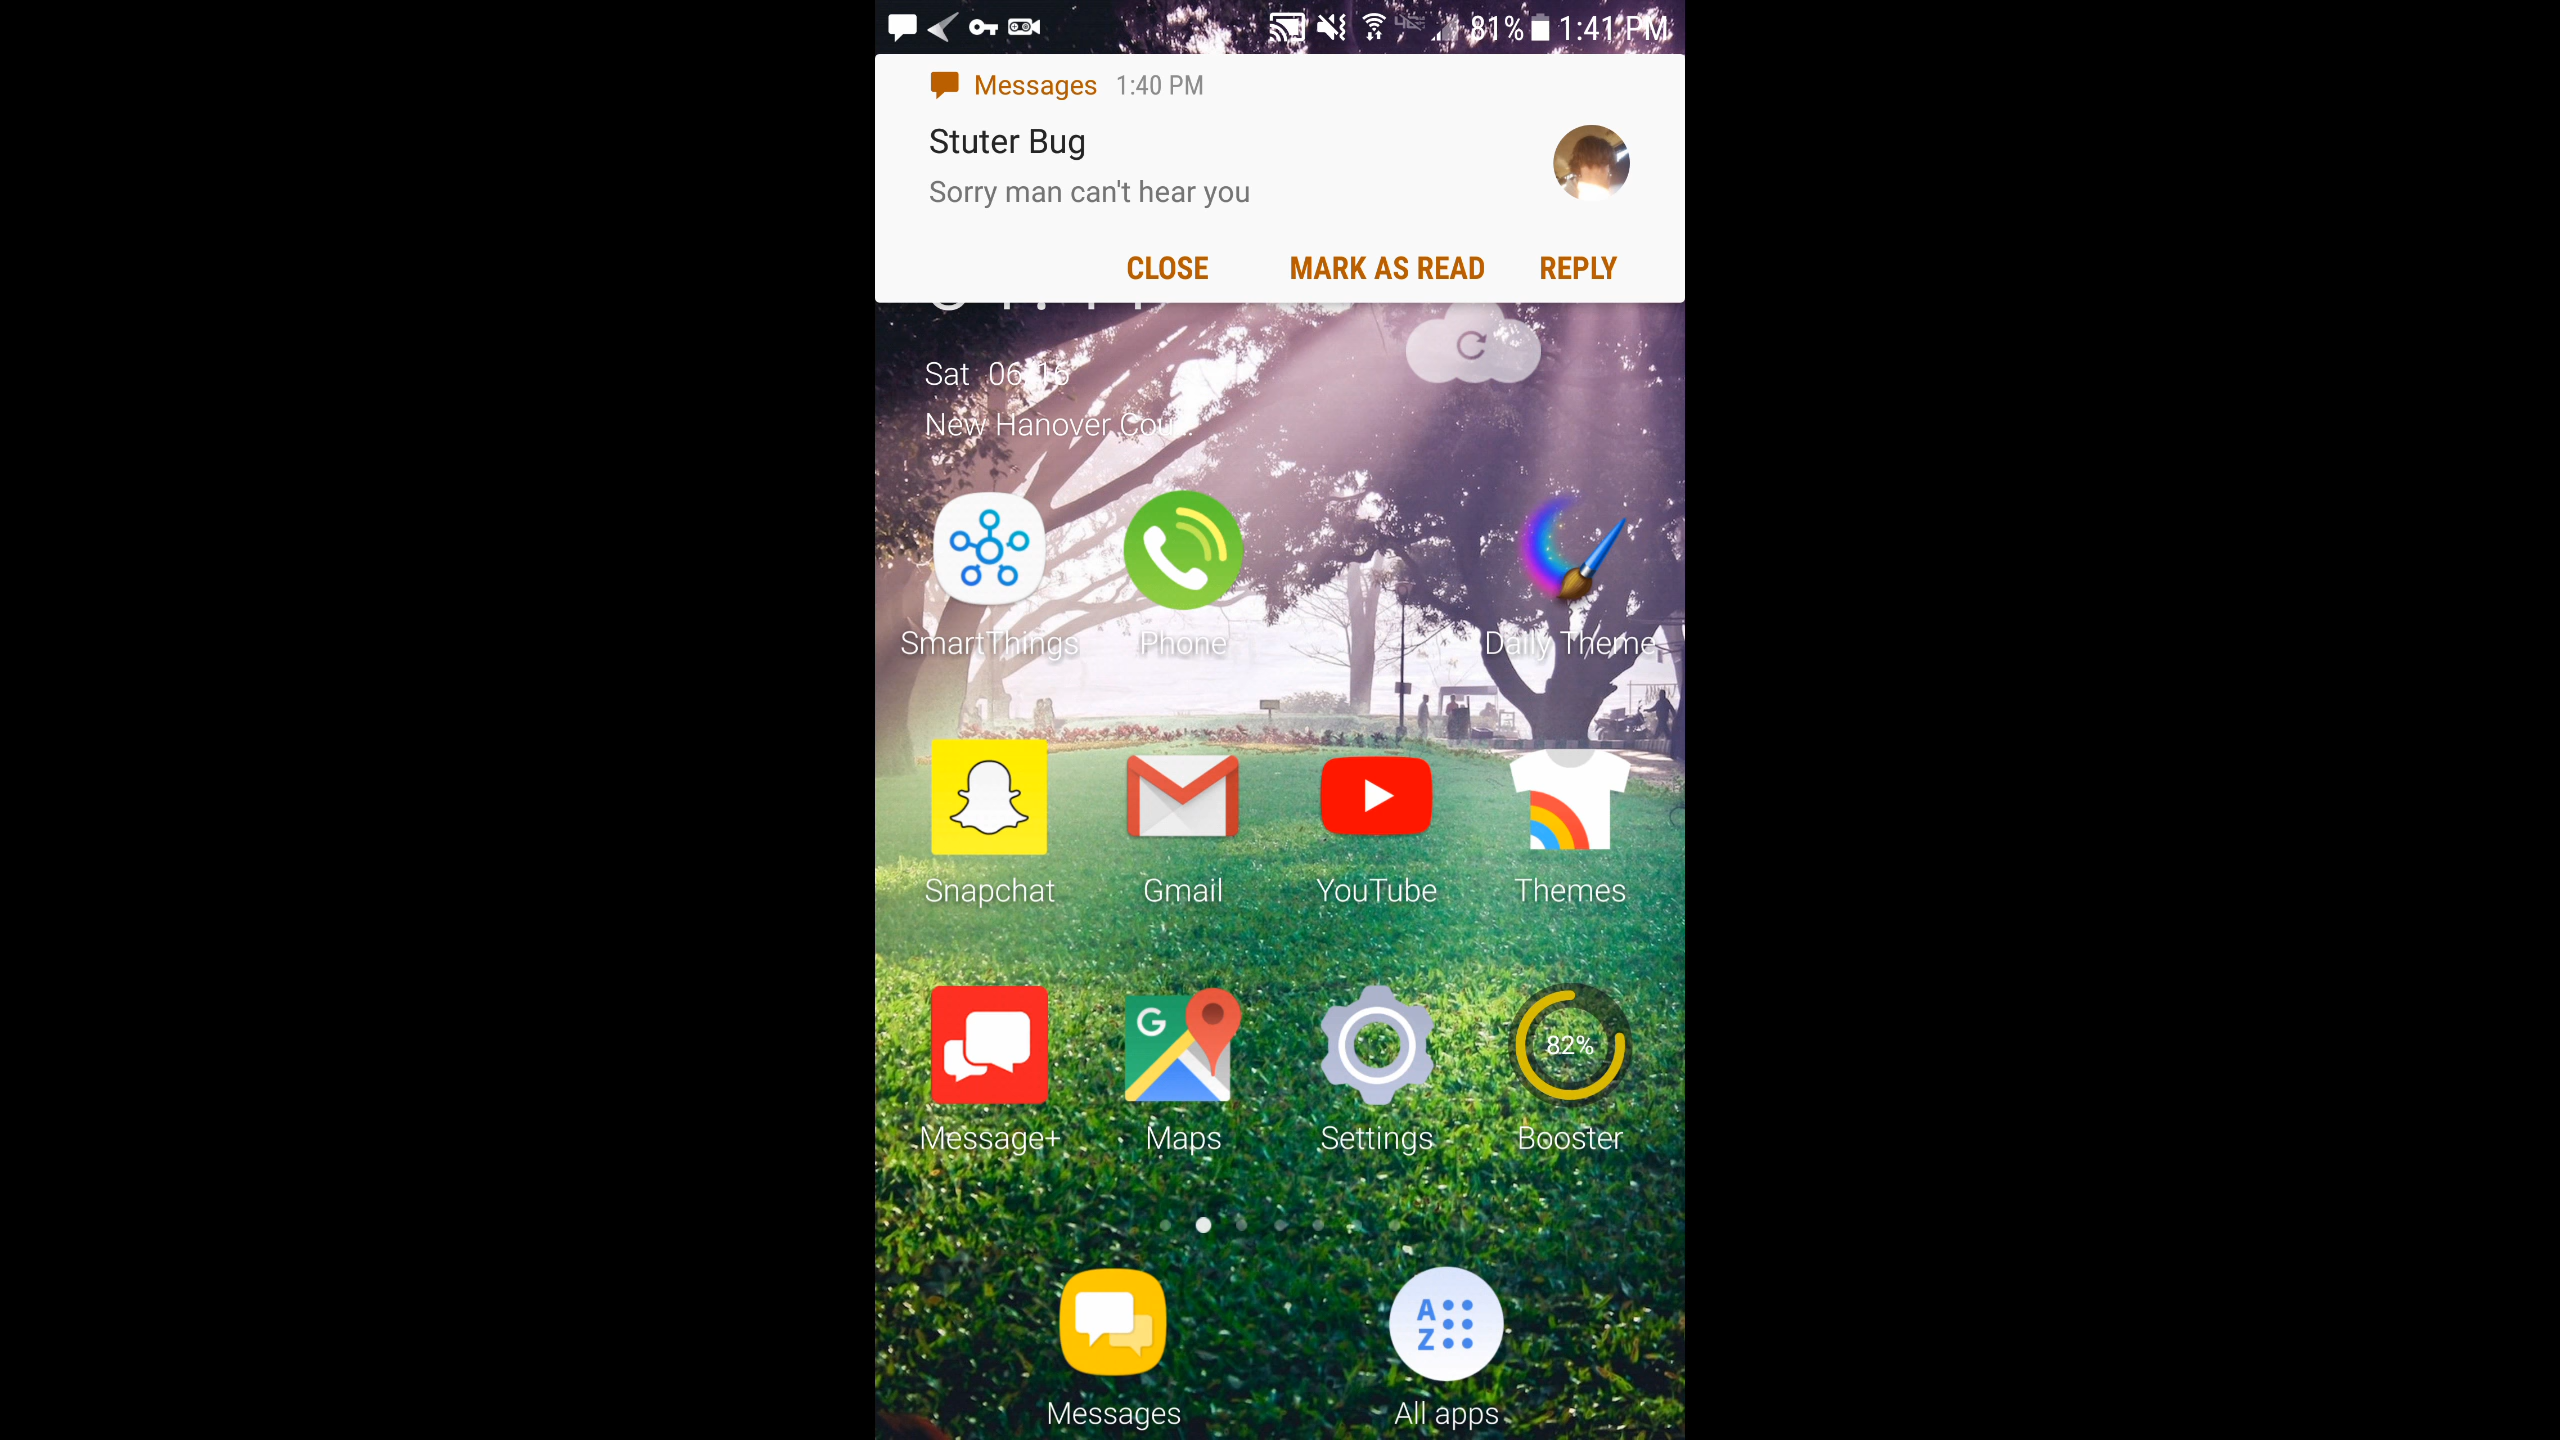 81% 1:41 PM
Messages 1:40 PM
Stuter Bug
Sorry man can't hear you
CLOSE MARK AS READ REPLY
Sat 06/16
New Hanover Cou...
SmartThings Phone Daily Theme
Snapchat Gmail YouTube Themes
G
82%
Message+ Maps Settings Booster
A
Z
Messages All apps